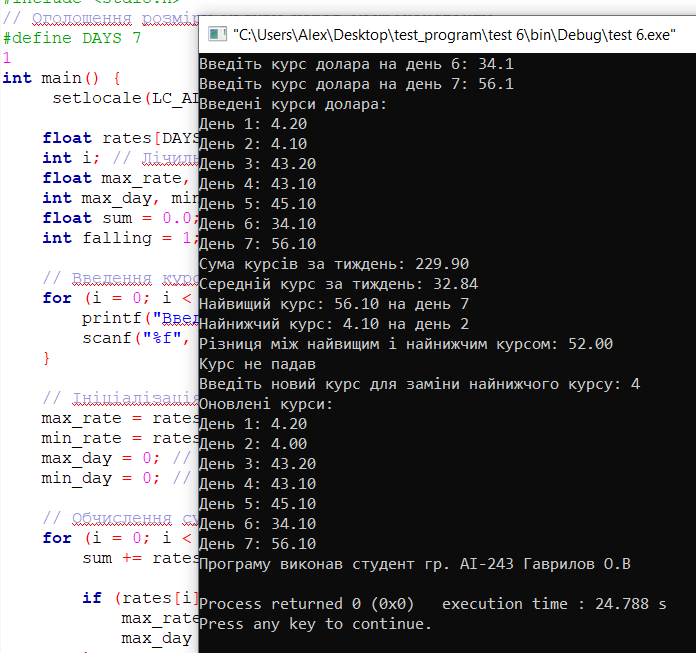 #include <stdio.h>
// Оголошення розмір
#define DAYS 7
1
int main() {
setlocale(LC_AL
float rates[DAYS
int i; // Лічиль
float max_rate,
int max_day, min
float sum = 0.0;
int falling = 1;
// Введення курс
for (i = 0; i <
printf("Введ
scanf("%f",
}
// Ініціалізація
max_rate = rates
min_rate = rates
max_day = 0; //
min_day = 0; //
// Обчислення су
for (i = 0; i <
sum += rates
if (rates[i]
max_rate
max_day
"C:\Users\Alex\Desktop\test_program\test 6\bin\Debug\test 6.exe"
Введіть курс долара на день 6: 34.1
Введіть курс долара на день 7: 56.1
Введені курси долара:
День 1: 4.20
День 2: 4.10
День 3: 43.20
День 4: 43.10
День 5: 45.10
День 6: 34.10
День 7: 56.10
Сума курсів за тиждень: 229.90
Середній курс за тиждень: 32.84
Найвищий курс: 56.10 на день 7
Найнижчий курс: 4.10 на день 2
Різниця між найвищим і найнижчим курсом: 52.00
Курс не падав
Введіть новий курс для заміни найнижчого курсу: 4
Оновлені курси:
День 1: 4.20
День 2: 4.00
День 3: 43.20
День 4: 43.10
День 5: 45.10
День 6: 34.10
День 7: 56.10
Програму виконав студент гр. АІ-243 Гаврилов О.В
Process returned 0 (0x0) execution time : 24.788 s
Press any key to continue.